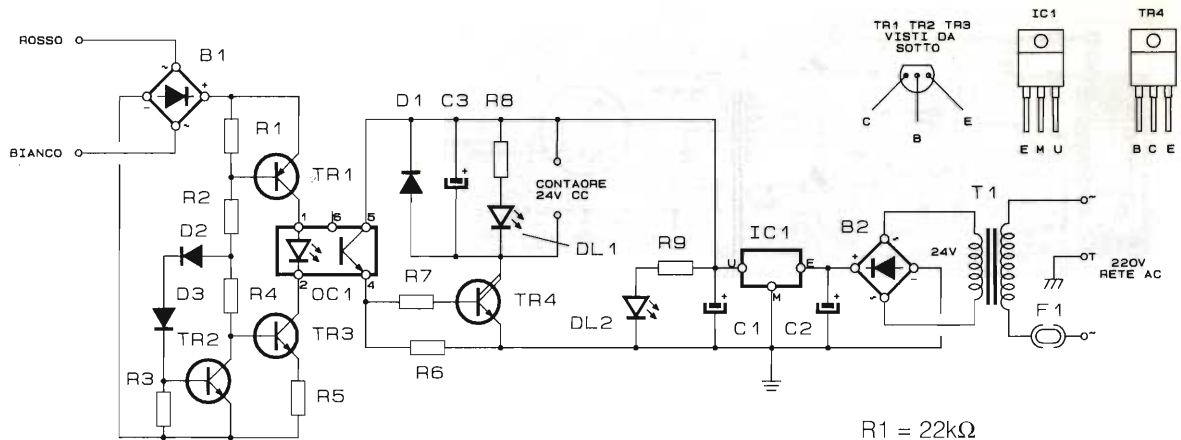 ROSSO
BIANCO
B1
R1
R2
TR1
D2
D3
R4
TR2
R3
TR3
R5
1 6 5
2 4
OC1
D1 C3 R8
R7
R6
TR4
DL1
CONTAORE
24V CC
R9
DL2
IC1
U E
M
C1
C2
B2
24V
T1
T
220V
RETE AC
F1
TR1 TR2 TR3
VISTI DA
SOTTO
C B E
IC1
E M U
TR4
B C E
R1 = 22kΩ